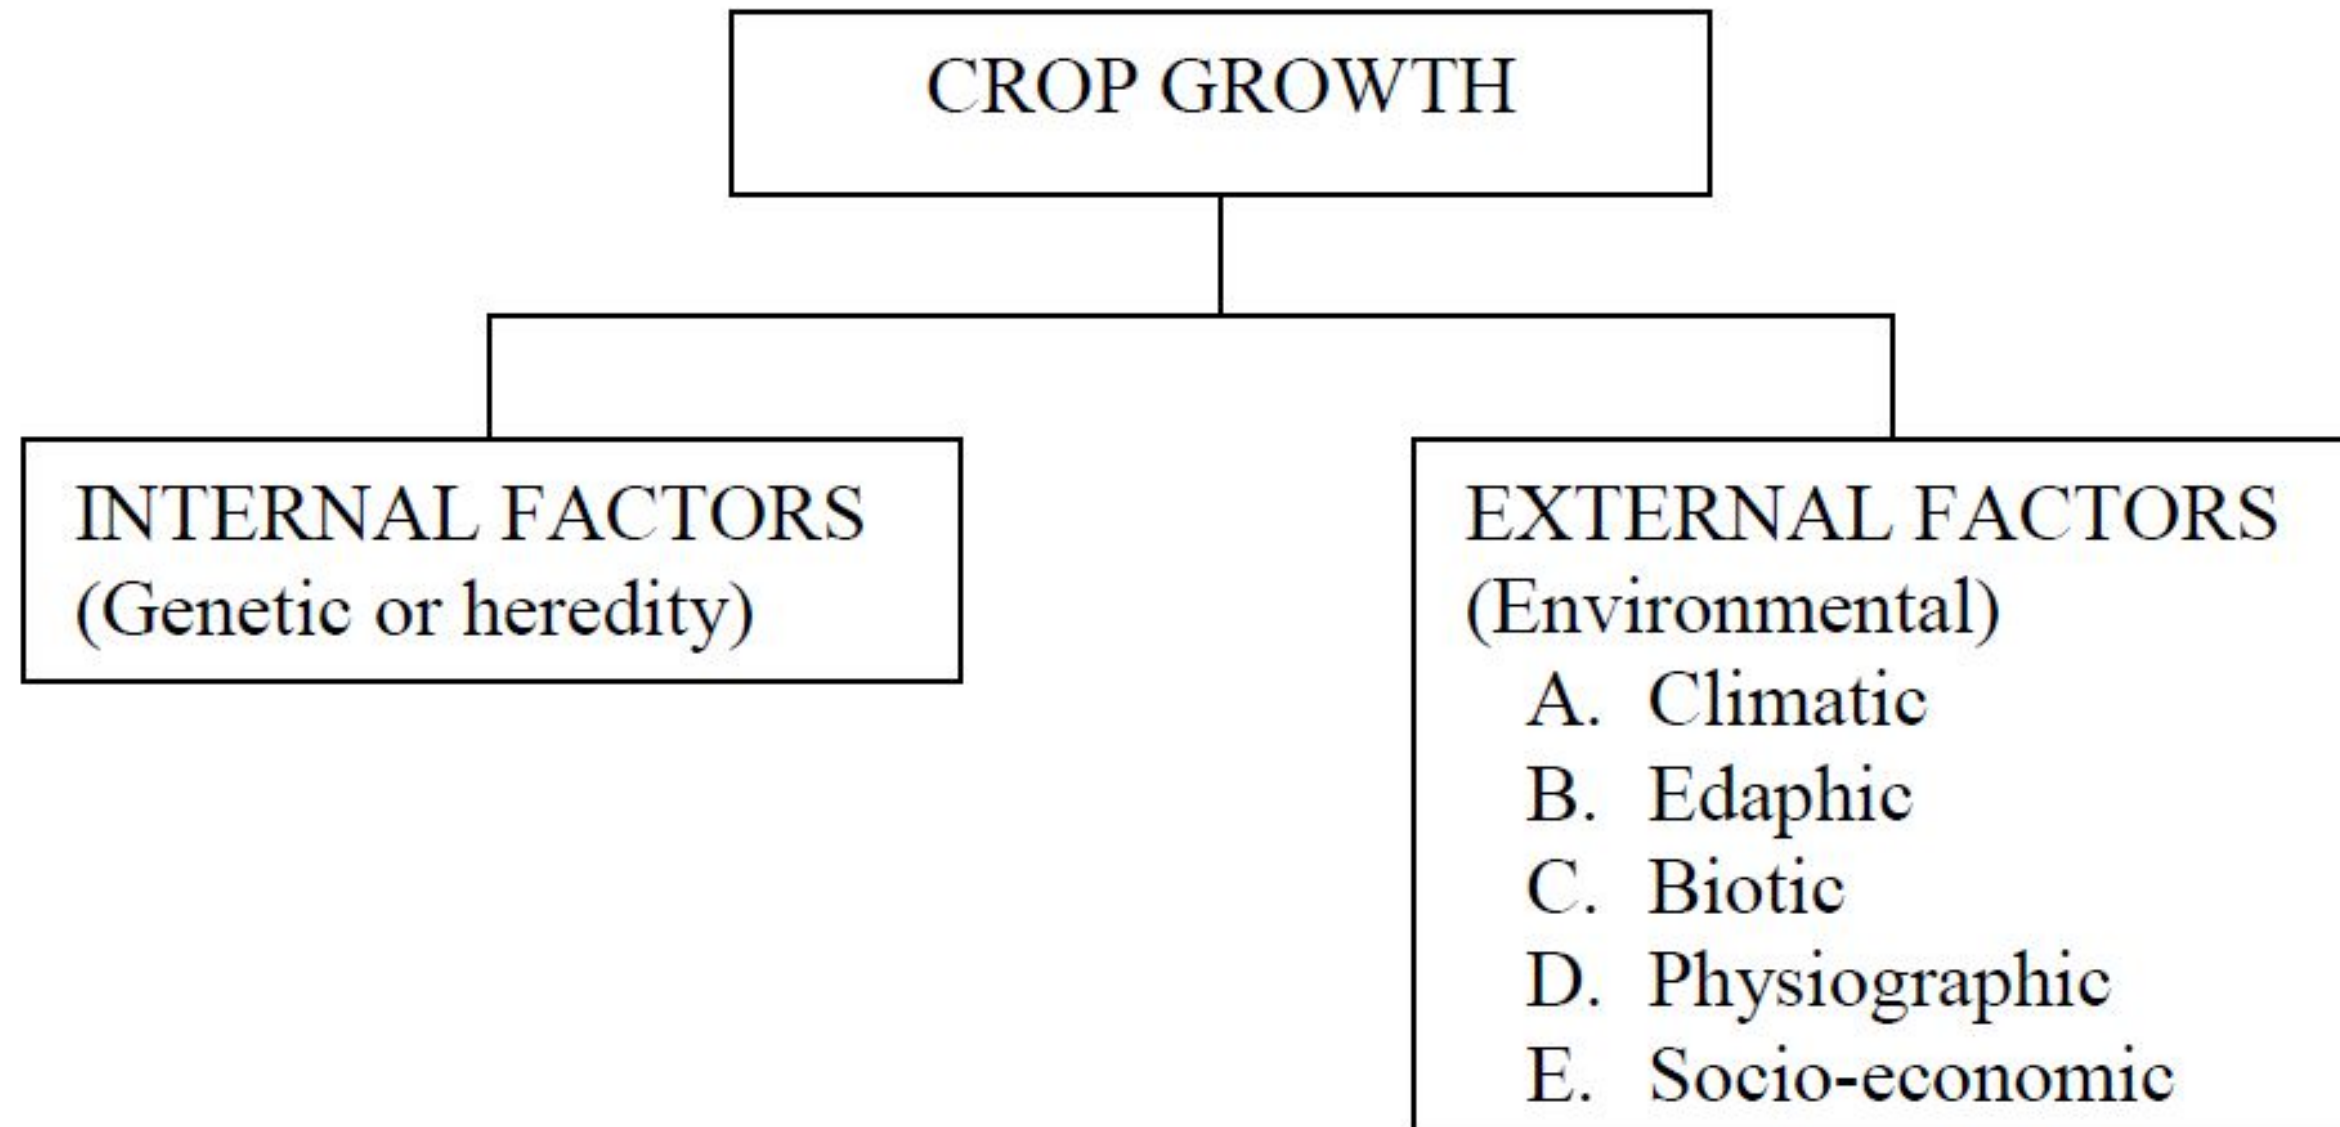 CROP GROWTH
INTERNAL FACTORS
(Genetic or heredity)
EXTERNAL FACTORS
(Environmental)
A. Climatic
B. Edaphic
C. Biotic
D. Physiographic
E. Socio-economic